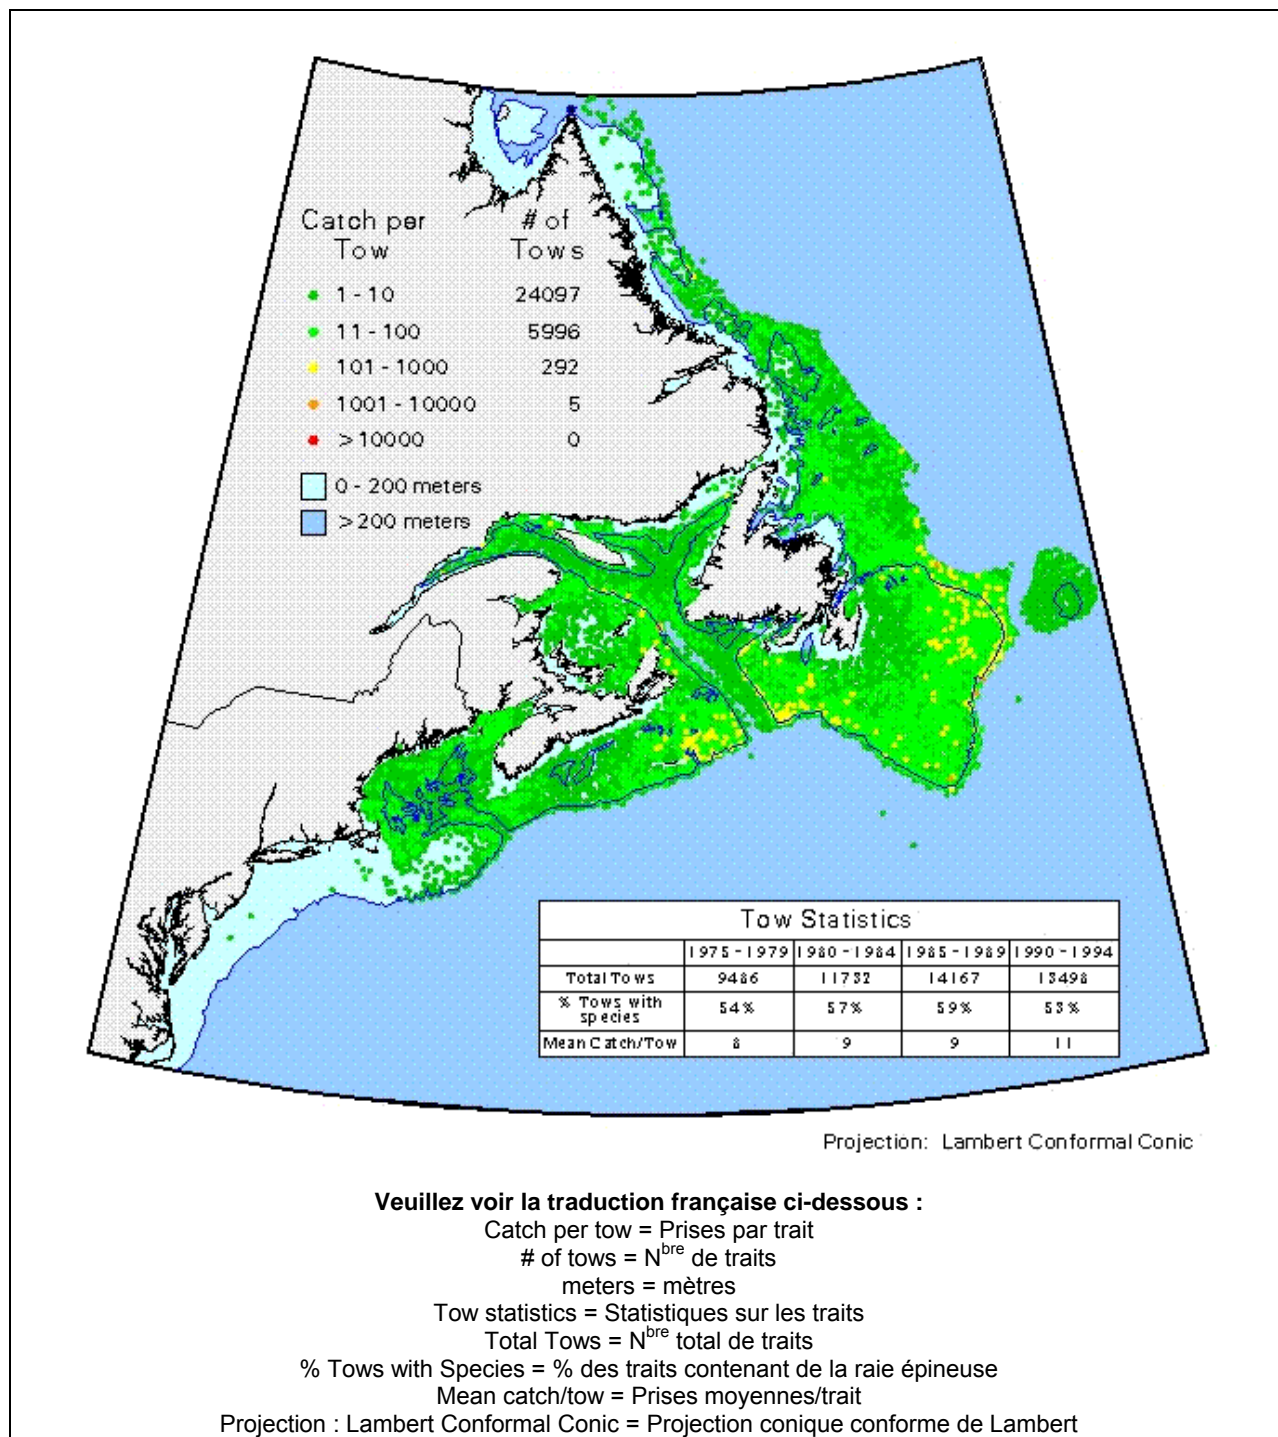 Catch per Tow # of Tows
1 - 10 24097
11 - 100 5996
101 - 1000 292
1001 - 10000 5
>10000 0
0 - 200 meters
>200 meters
Tow Statistics
1975 - 1979 1980 - 1984 1985 - 1989 1990 - 1994
Total Tows 9486 11732 14167 13498
% Tows with species 54% 57% 59% 53%
Mean Catch/Tow 8 9 9 11
Projection: Lambert Conformal Conic
Veuillez voir la traduction française ci-dessous :
Catch per tow = Prises par trait
# of tows = Nbre de traits
meters = mètres
Tow statistics = Statistiques sur les traits
Total Tows = Nbre total de traits
% Tows with Species = % des traits contenant de la raie épineuse
Mean catch/tow = Prises moyennes/trait
Projection : Lambert Conformal Conic = Projection conique conforme de Lambert